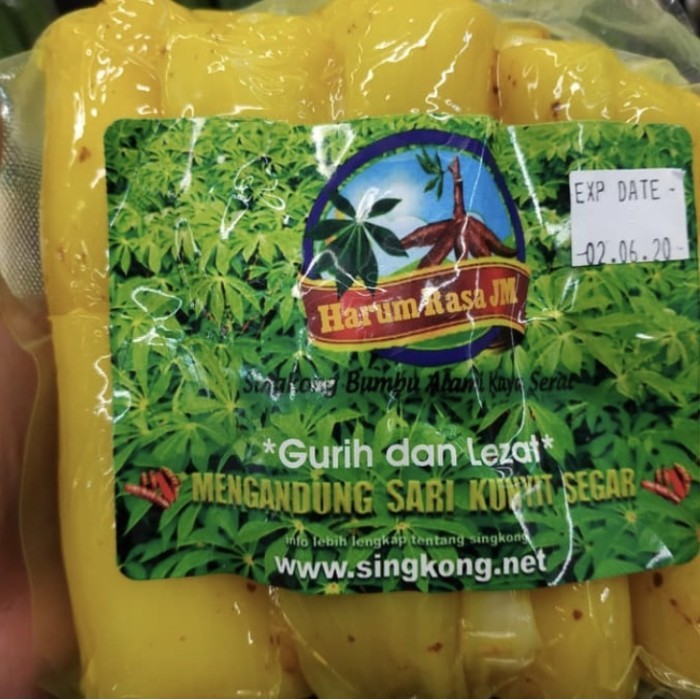 EXP DATE -
-02.06.20-
Harum Rasa JM
Singkong Bumbu Alami Kaya Serat
*Gurih dan Lezat*
MENGANDUNG SARI KUNYIT SEGAR
info lebih lengkap tentang singkong
www.singkong.net